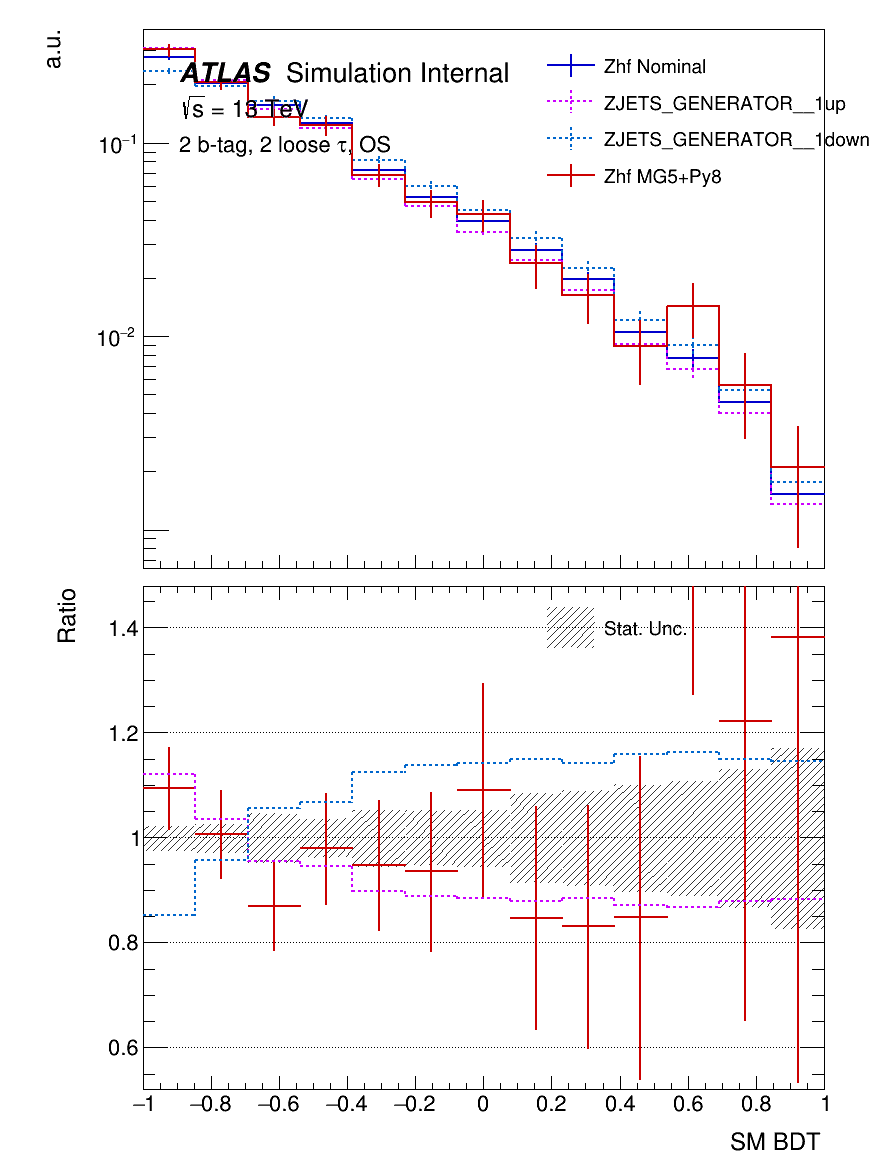 a.u.
ATLAS Simulation Internal
√s = 13 TeV
2 b-tag, 2 loose τ, OS
Zhf Nominal
ZJETS_GENERATOR__1up
ZJETS_GENERATOR__1down
Zhf MG5+Py8
10⁻¹
10⁻²
Ratio
Stat. Unc.
1.4
1.2
1
0.8
0.6
−1 −0.8 −0.6 −0.4 −0.2 0 0.2 0.4 0.6 0.8 1
SM BDT